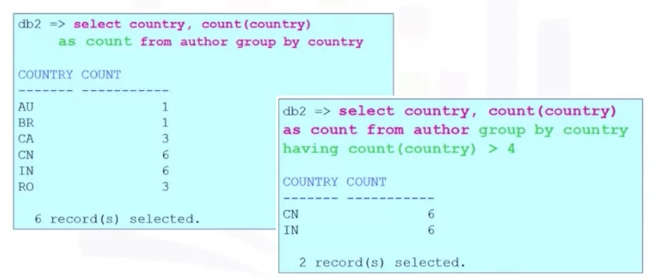 db2 => select country, count(country)
as count from author group by country
COUNTRY COUNT
------- -----------
AU 1
BR 1
CA 3
CN 6
IN 6
RO 3
6 record(s) selected.
db2 => select country, count(country)
as count from author group by country
having count(country) > 4
COUNTRY COUNT
------- -----------
CN 6
IN 6
2 record(s) selected.